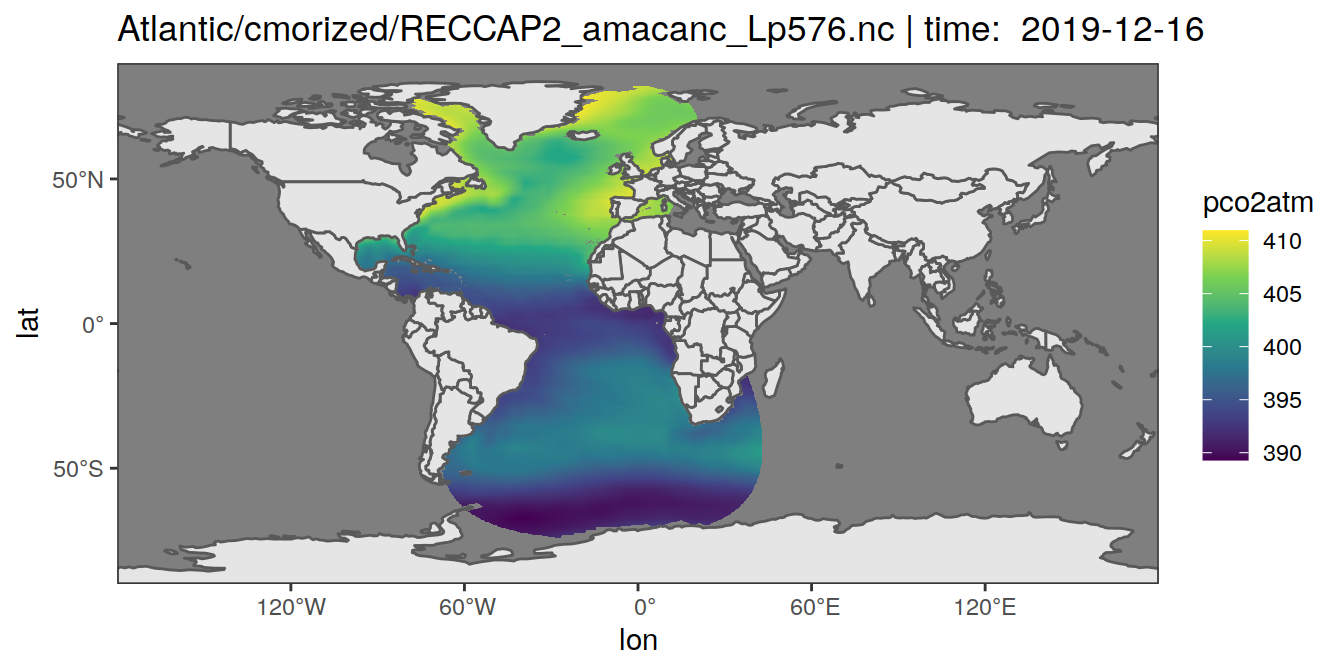 Atlantic/cmorized/RECCAP2_amacanc_Lp576.nc | time:  2019-12-16
50°N
0°
50°S
lat
120°W
60°W
0°
60°E
120°E
lon
pco2atm
410
405
400
395
390